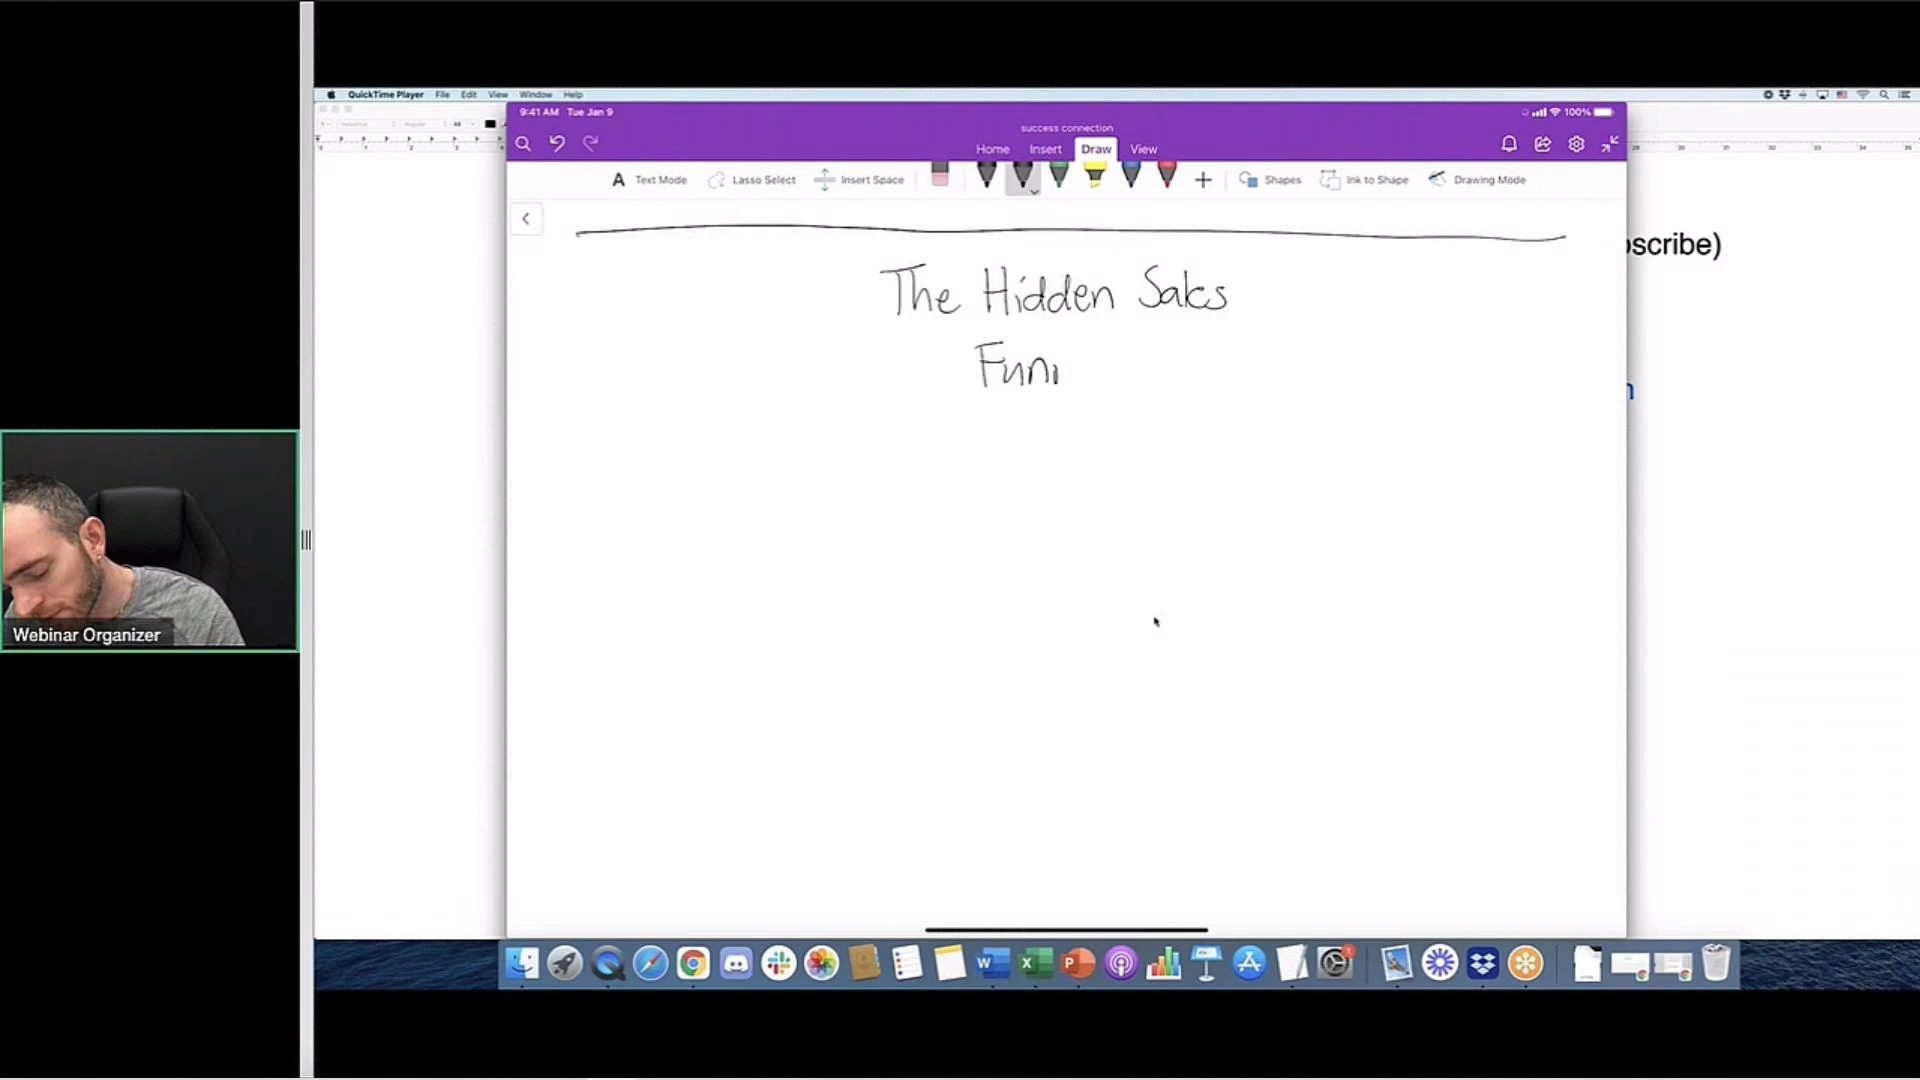 QuickTime Player File Edit View Window Help
9:41 AM Tue Jan 9
100%
success connection
Home Insert Draw View
A Text Mode Lasso Select Insert Space Shapes Ink to Shape Drawing Mode
scribe)
The Hidden Sales
Funn
Webinar Organizer